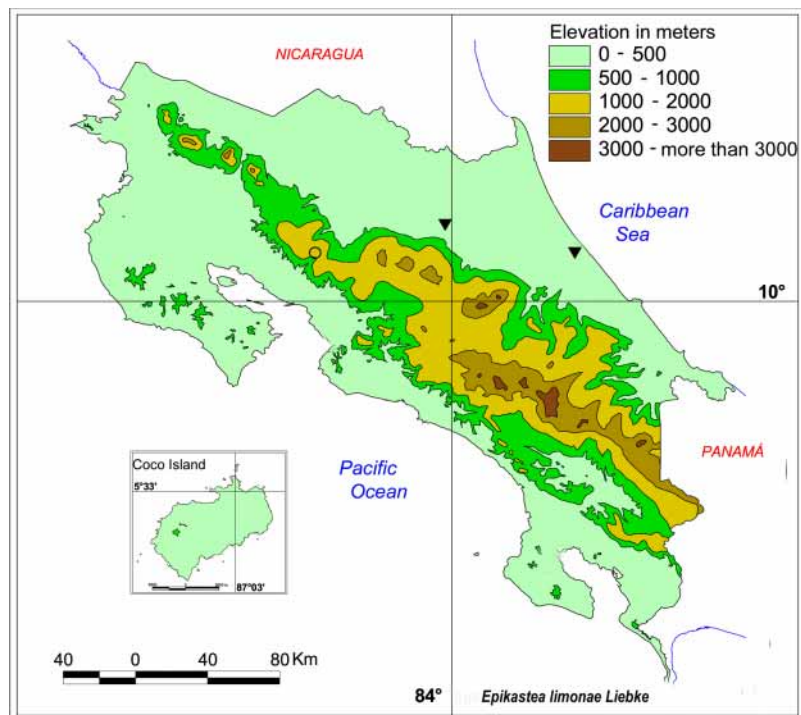 Elevation in meters
0 - 500
500 - 1000
1000 - 2000
2000 - 3000
3000 - more than 3000
NICARAGUA
Caribbean
Sea
10°
PANAMÁ
Pacific
Ocean
Coco Island
5°33'
87°03'
40 0 40 80 Km
84°
Epikastea limonae Liebke